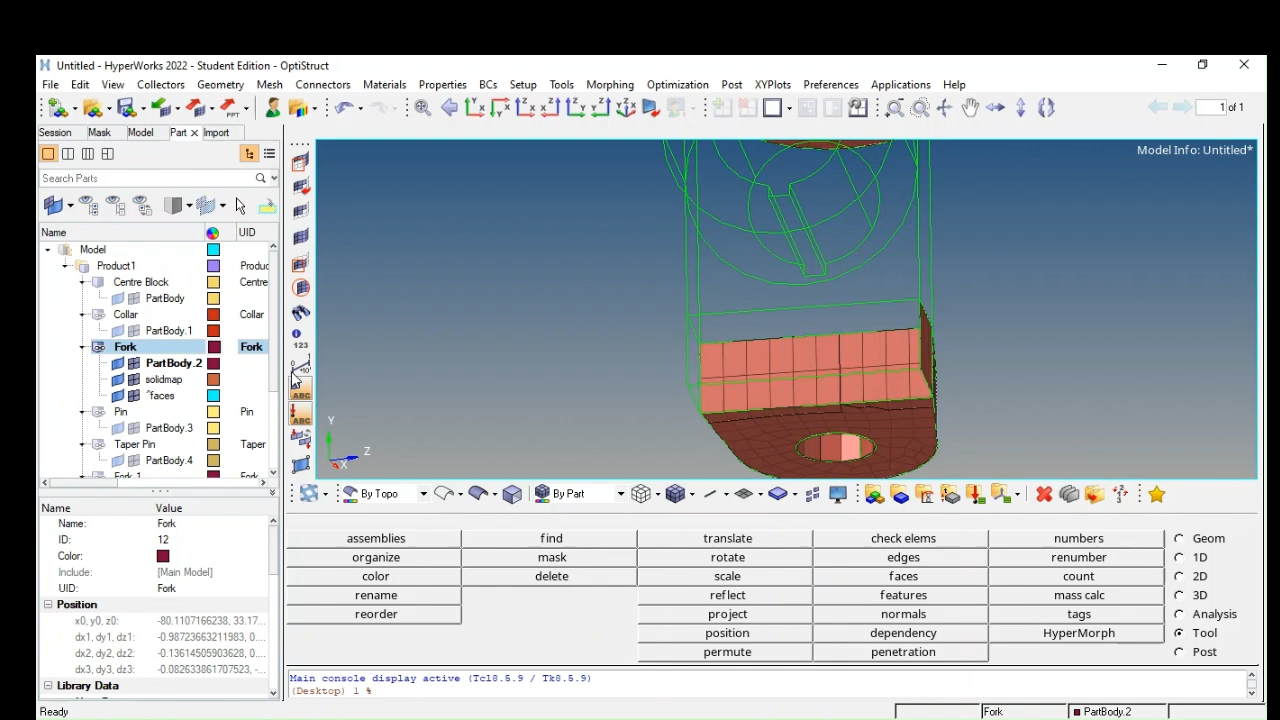 Untitled - HyperWorks 2022 - Student Edition - OptiStruct
File Edit View Collectors Geometry Mesh Connectors Materials Properties BCs Setup Tools Morphing Optimization Post XYPlots Preferences Applications Help
PPT
1 of 1
Session Mask Model Part Import
Model Info: Untitled*
Search Parts
Name UID
Model
Product1 Produc
Centre Block Centre
PartBody
Collar Collar
PartBody.1
Fork Fork
PartBody.2
solidmap
^faces
Pin Pin
PartBody.3
Taper Pin Taper
PartBody.4
123
ABC
ABC
Y
Z
X
By Topo
By Part
Name Value
Name: Fork
ID: 12
Color:
Include: [Main Model]
UID: Fork
Position
x0, y0, z0: -80.1107166238, 33.17...
dx1, dy1, dz1: -0.98723663211983, 0....
dx2, dy2, dz2: -0.13614505903638, 0....
dx3, dy3, dz3: -0.082633861707523, -...
Library Data
assemblies find translate check elems numbers Geom
organize mask rotate edges renumber 1D
color delete scale faces count 2D
rename reflect features mass calc 3D
reorder project normals tags Analysis
position dependency HyperMorph Tool
permute penetration Post
Main console display active (Tcl8.5.9 / Tk8.5.9)
(Desktop) 1 %
Ready Fork PartBody.2